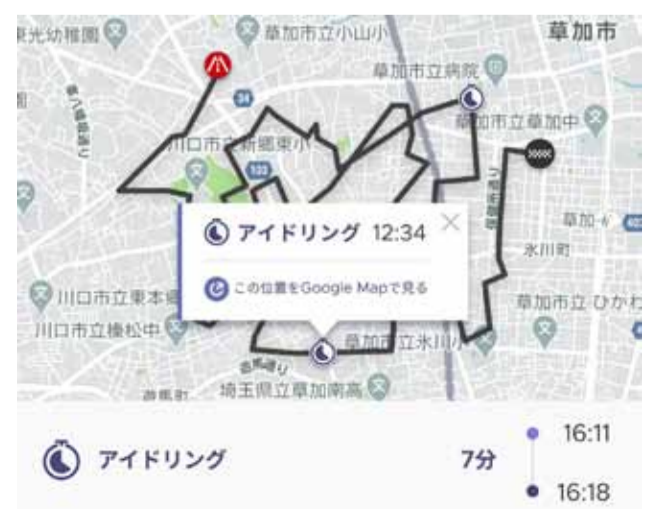 東光幼稚園
草加市立小山小
草加市
草加市立病院
34
草加市立草加中
川口市立新郷東小
133
アイドリング 12:34
草加
氷川町
この位置をGoogle Mapで見る
川口市立東本郷
草加市立 ひかわ
川口市立榛松中
草加市立氷川小
遊馬町
埼玉県立草加南高
アイドリング
7分
16:11
16:18